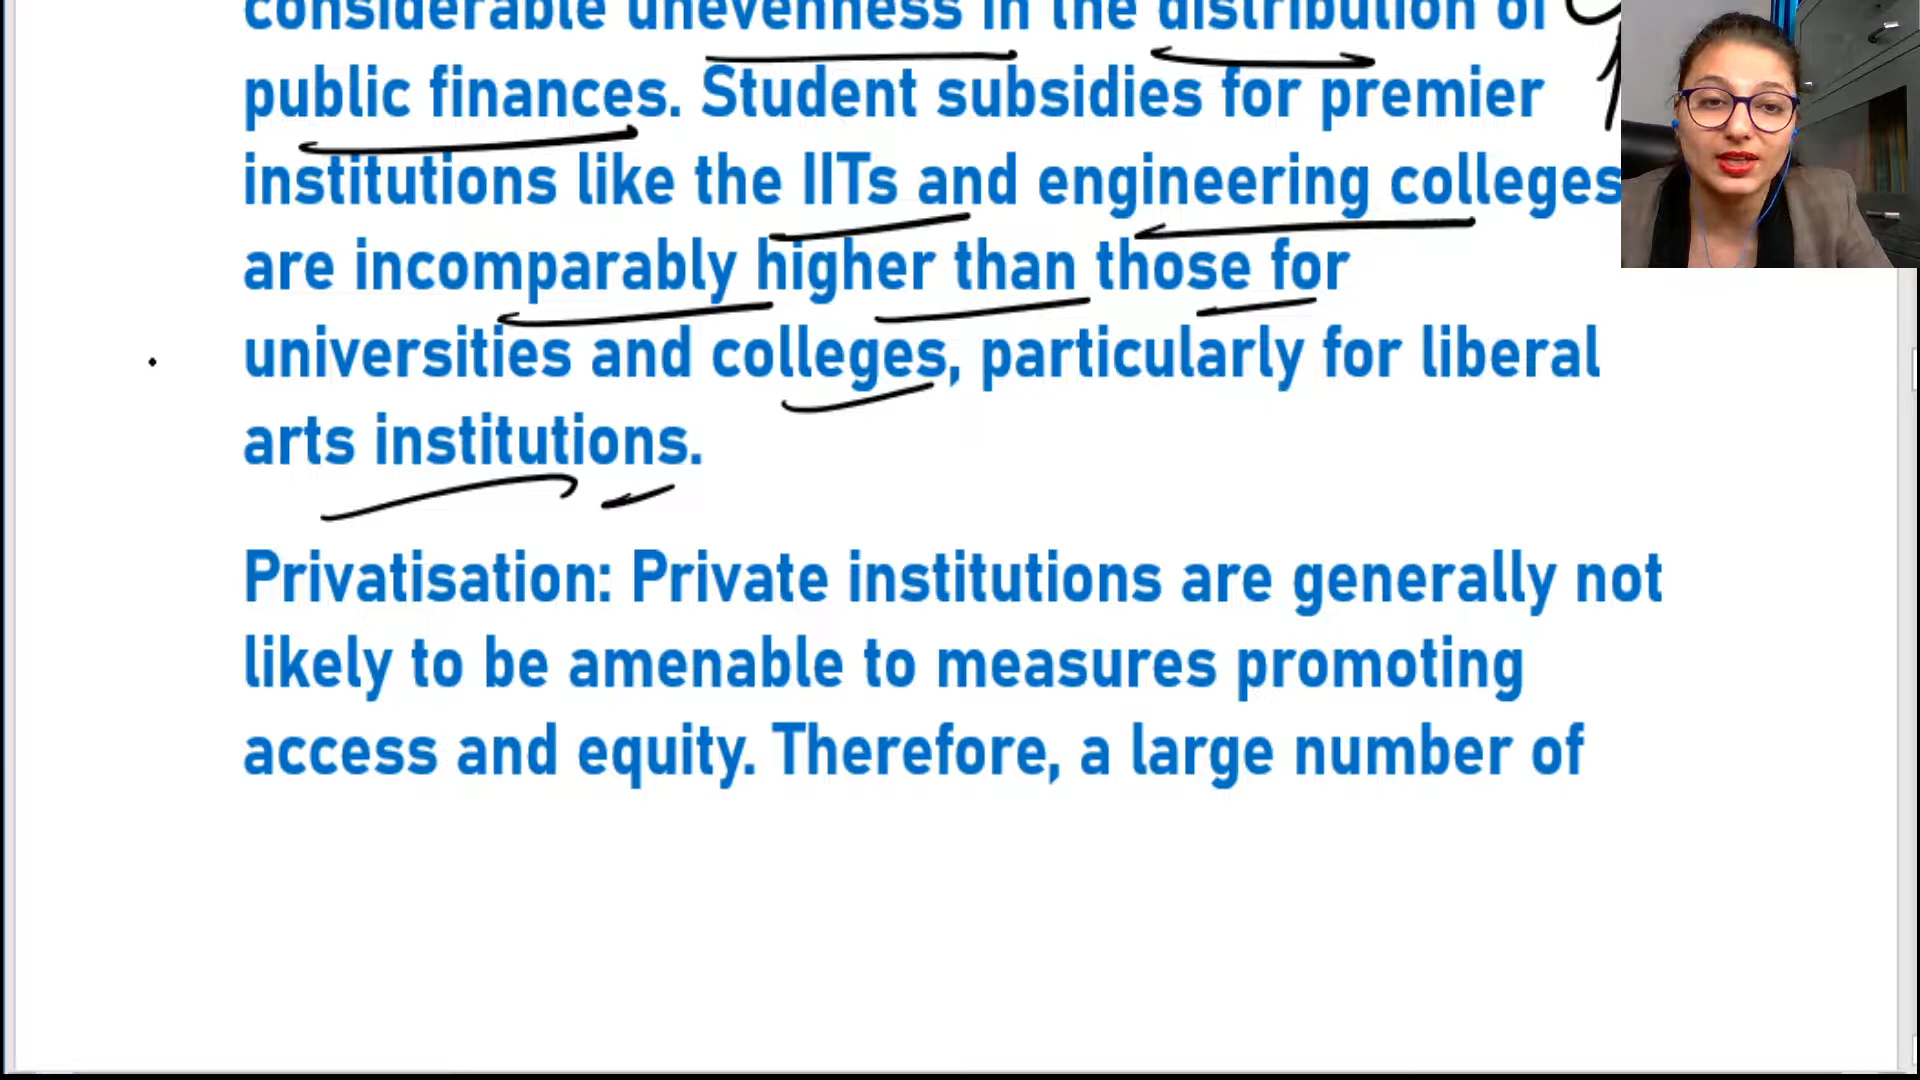 considerable unevenness in the distribution of
public finances. Student subsidies for premier
institutions like the IITs and engineering colleges
are incomparably higher than those for
universities and colleges, particularly for liberal
arts institutions.
Privatisation: Private institutions are generally not
likely to be amenable to measures promoting
access and equity. Therefore, a large number of